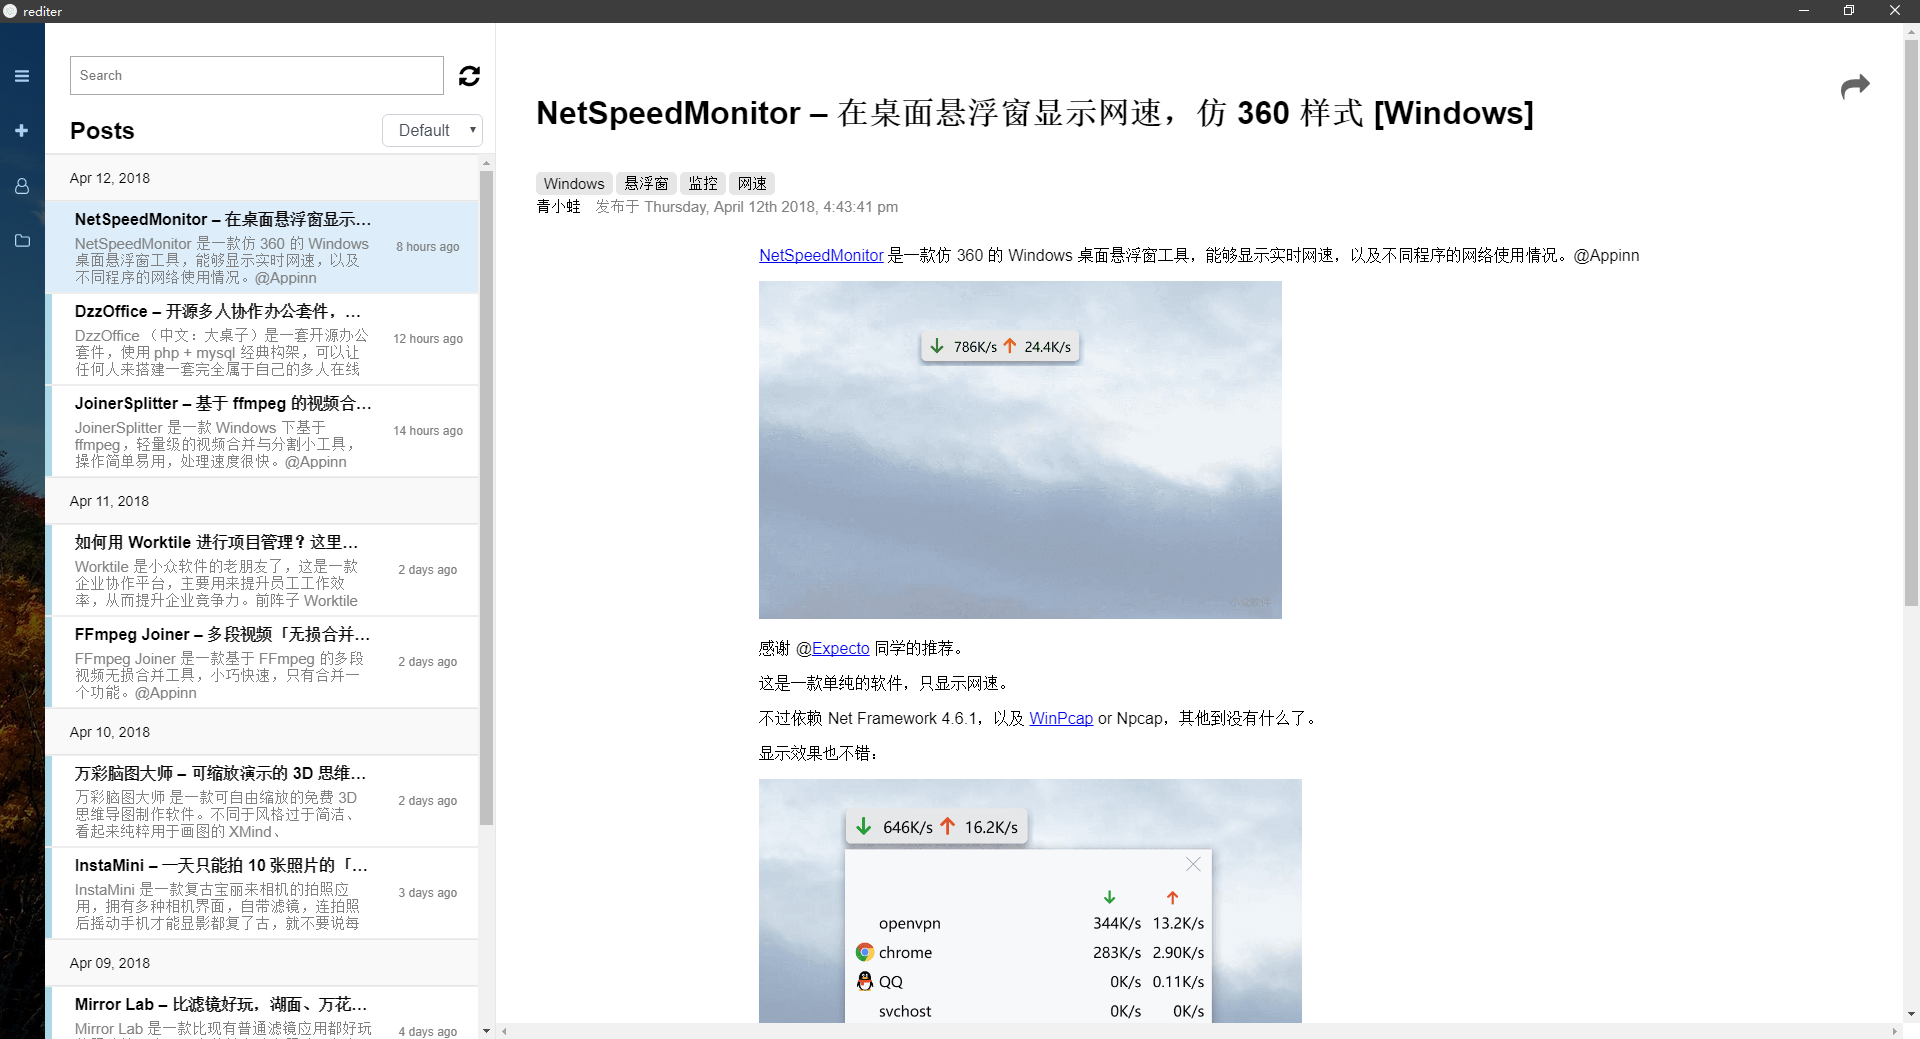 rediter
Search
Posts
Default
Apr 12, 2018
NetSpeedMonitor – 在桌面悬浮窗显示...
NetSpeedMonitor 是一款仿 360 的 Windows
桌面悬浮窗工具，能够显示实时网速，以及
不同程序的网络使用情况。@Appinn
8 hours ago
DzzOffice – 开源多人协作办公套件，...
DzzOffice （中文：大桌子）是一套开源办公
套件，使用 php + mysql 经典构架，可以让
任何人来搭建一套完全属于自己的多人在线
12 hours ago
JoinerSplitter – 基于 ffmpeg 的视频合...
JoinerSplitter 是一款 Windows 下基于
ffmpeg，轻量级的视频合并与分割小工具，
操作简单易用，处理速度很快。@Appinn
14 hours ago
Apr 11, 2018
如何用 Worktile 进行项目管理？这里...
Worktile 是小众软件的老朋友了，这是一款
企业协作平台，主要用来提升员工工作效
率，从而提升企业竞争力。前阵子 Worktile
2 days ago
FFmpeg Joiner – 多段视频「无损合并...
FFmpeg Joiner 是一款基于 FFmpeg 的多段
视频无损合并工具，小巧快速，只有合并一
个功能。@Appinn
2 days ago
Apr 10, 2018
万彩脑图大师 – 可缩放演示的 3D 思维...
万彩脑图大师 是一款可自由缩放的免费 3D
思维导图制作软件。不同于风格过于简洁、
看起来纯粹用于画图的 XMind、
2 days ago
InstaMini – 一天只能拍 10 张照片的「...
InstaMini 是一款复古宝丽来相机的拍照应
用，拥有多种相机界面，自带滤镜，连拍照
后摇动手机才能显影都复了古，就不要说每
3 days ago
Apr 09, 2018
Mirror Lab – 比滤镜好玩，湖面、万花...
Mirror Lab 是一款比现有普通滤镜应用都好玩
4 days ago
NetSpeedMonitor – 在桌面悬浮窗显示网速，仿 360 样式 [Windows]
Windows 悬浮窗 监控 网速
青小蛙 发布于 Thursday, April 12th 2018, 4:43:41 pm
NetSpeedMonitor 是一款仿 360 的 Windows 桌面悬浮窗工具，能够显示实时网速，以及不同程序的网络使用情况。@Appinn
786K/s 24.4K/s
感谢 @Expecto 同学的推荐。
这是一款单纯的软件，只显示网速。
不过依赖 Net Framework 4.6.1，以及 WinPcap or Npcap，其他到没有什么了。
显示效果也不错：
646K/s 16.2K/s
openvpn 344K/s 13.2K/s
chrome 283K/s 2.90K/s
QQ 0K/s 0.11K/s
svchost 0K/s 0K/s